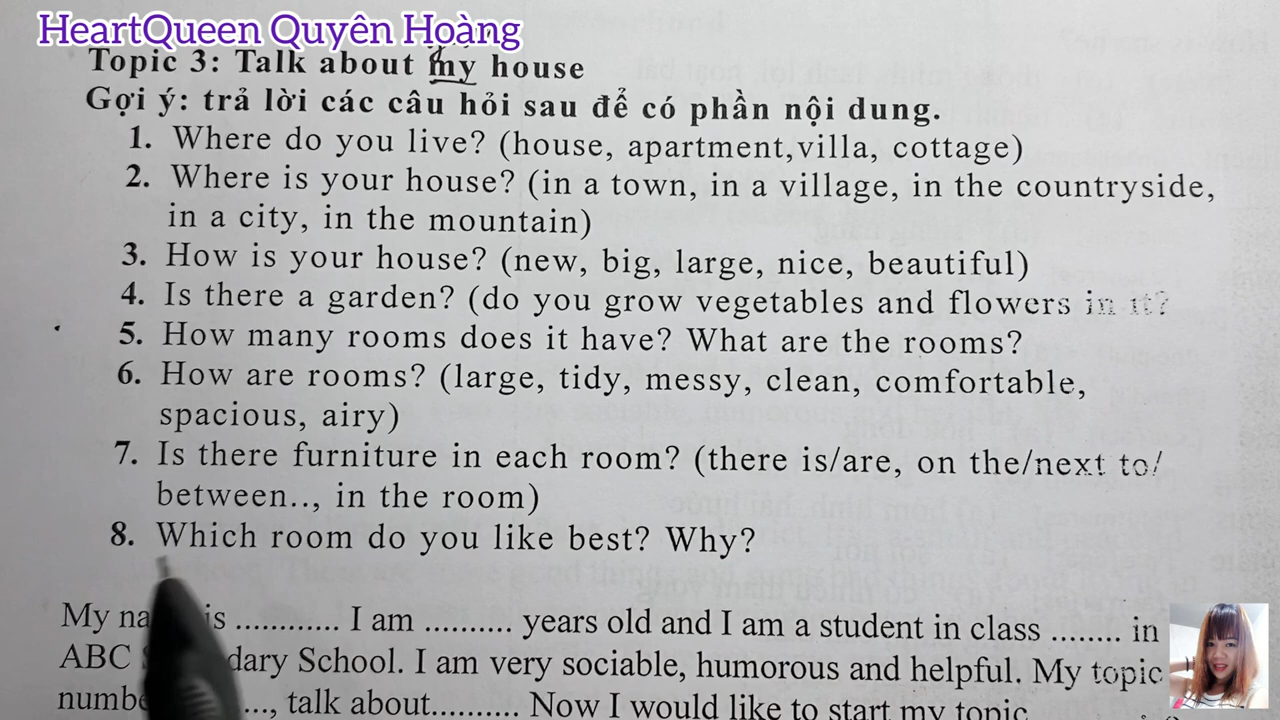 HeartQueen Quyên Hoàng
Topic 3: Talk about my house
Gợi ý: trả lời các câu hỏi sau để có phần nội dung.
1. Where do you live? (house, apartment,villa, cottage)
2. Where is your house? (in a town, in a village, in the countryside,
in a city, in the mountain)
3. How is your house? (new, big, large, nice, beautiful)
4. Is there a garden? (do you grow vegetables and flowers in it?
5. How many rooms does it have? What are the rooms?
6. How are rooms? (large, tidy, messy, clean, comfortable,
spacious, airy)
7. Is there furniture in each room? (there is/are, on the/next to/
between.., in the room)
8. Which room do you like best? Why?
My is ............ I am .......... years old and I am a student in class ........ in
ABC School. I am very sociable, humorous and helpful. My topic
..., talk about.......... Now I would like to start my topic